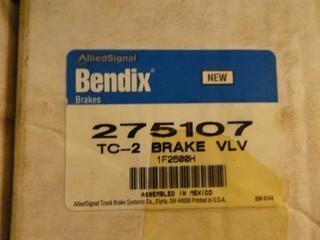 AlliedSignal
Bendix®
NEW
Brakes
275107
TC-2 BRAKE VLV
1F2600H
ASSEMBLED IN MEXICO
AlliedSignal Truck Brake Systems Co., Elyria, OH 44036 Printed in U.S.A.